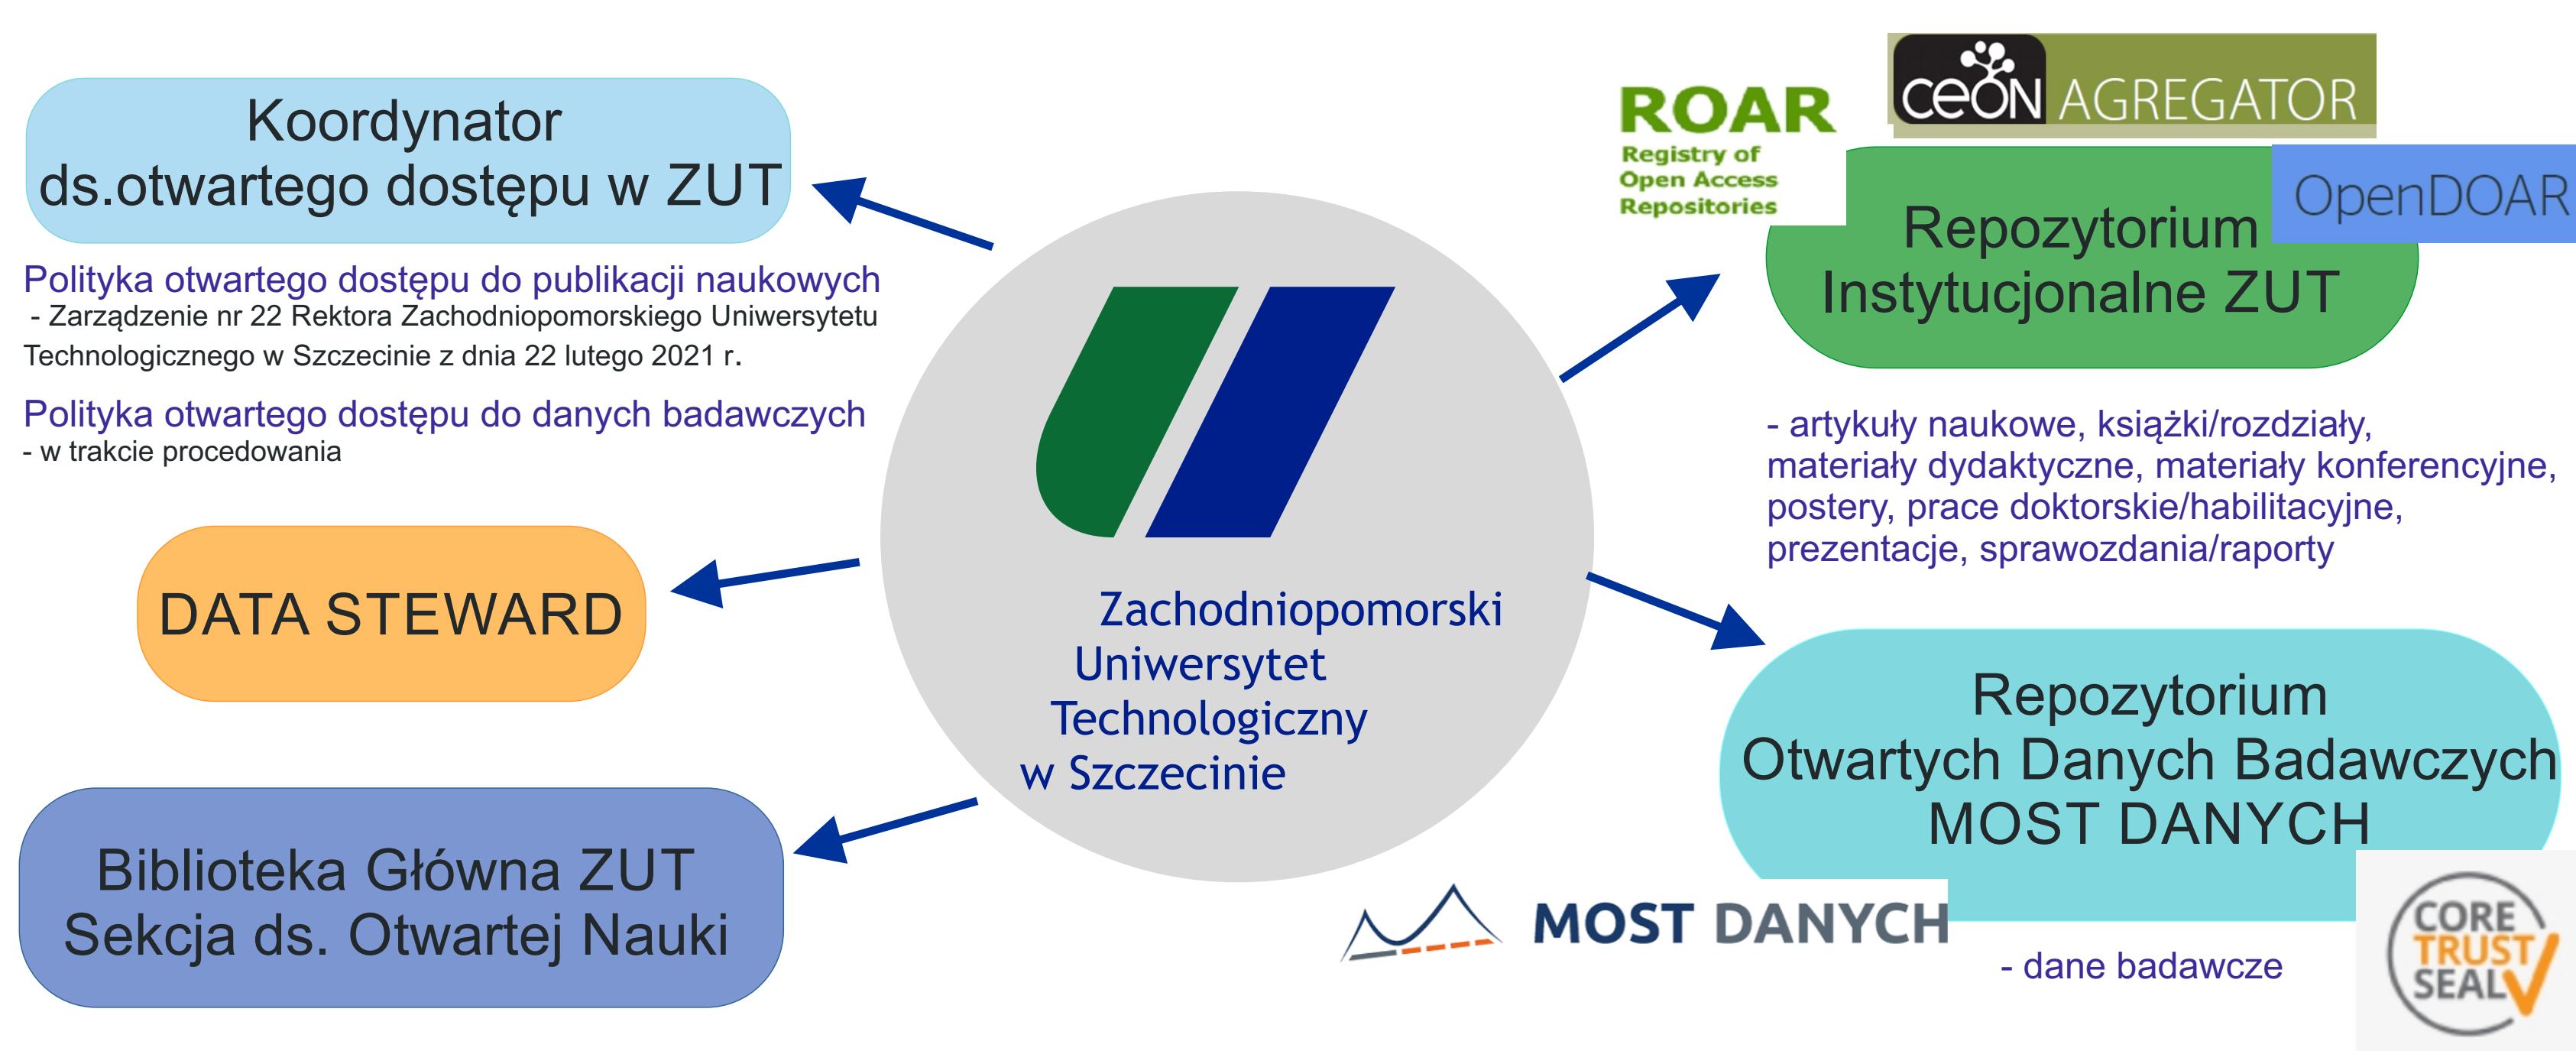 Koordynator
ds.otwartego dostępu w ZUT
Polityka otwartego dostępu do publikacji naukowych
- Zarządzenie nr 22 Rektora Zachodniopomorskiego Uniwersytetu
Technologicznego w Szczecinie z dnia 22 lutego 2021 r.
Polityka otwartego dostępu do danych badawczych
- w trakcie procedowania
DATA STEWARD
Biblioteka Główna ZUT
Sekcja ds. Otwartej Nauki
Zachodniopomorski
Uniwersytet
Technologiczny
w Szczecinie
ROAR
Registry of
Open Access
Repositories
CeON AGREGATOR
OpenDOAR
Repozytorium
Instytucjonalne ZUT
- artykuły naukowe, książki/rozdziały,
materiały dydaktyczne, materiały konferencyjne,
postery, prace doktorskie/habilitacyjne,
prezentacje, sprawozdania/raporty
Repozytorium
Otwartych Danych Badawczych
MOST DANYCH
MOST DANYCH
- dane badawcze
CORE
TRUST
SEAL